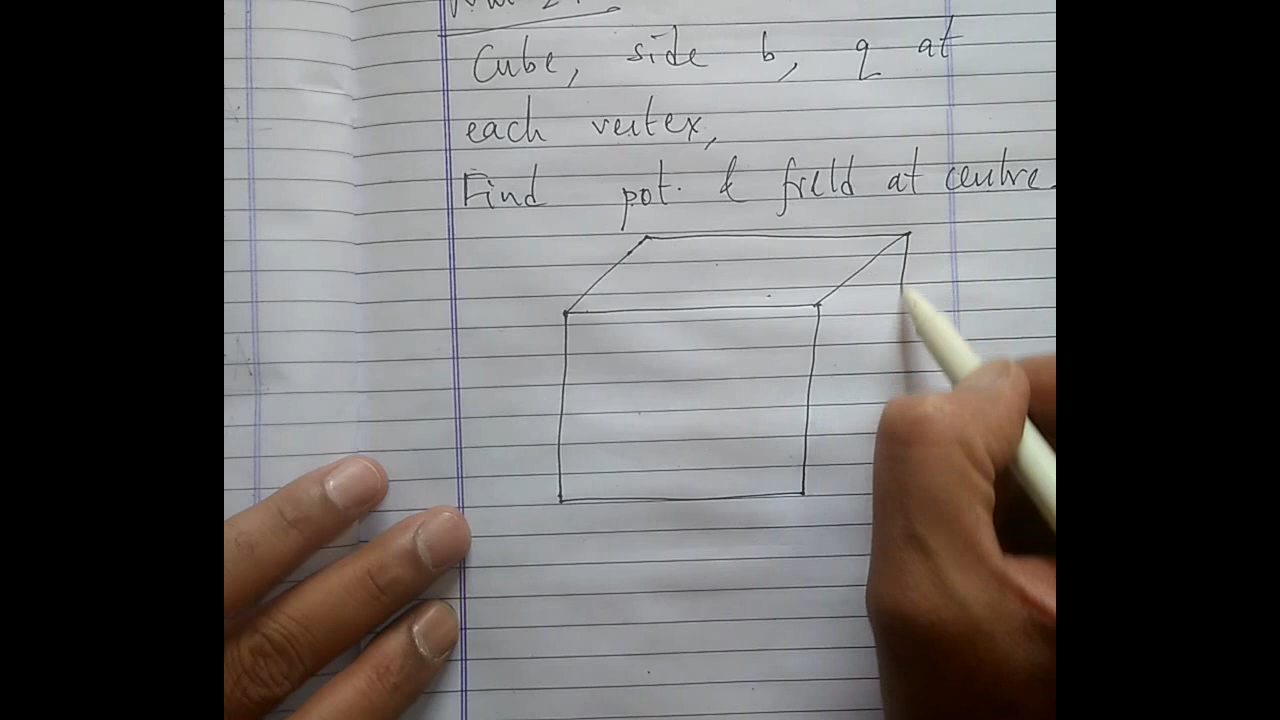 Cube, side b, q at
each vertex,
Find pot. & field at centre.